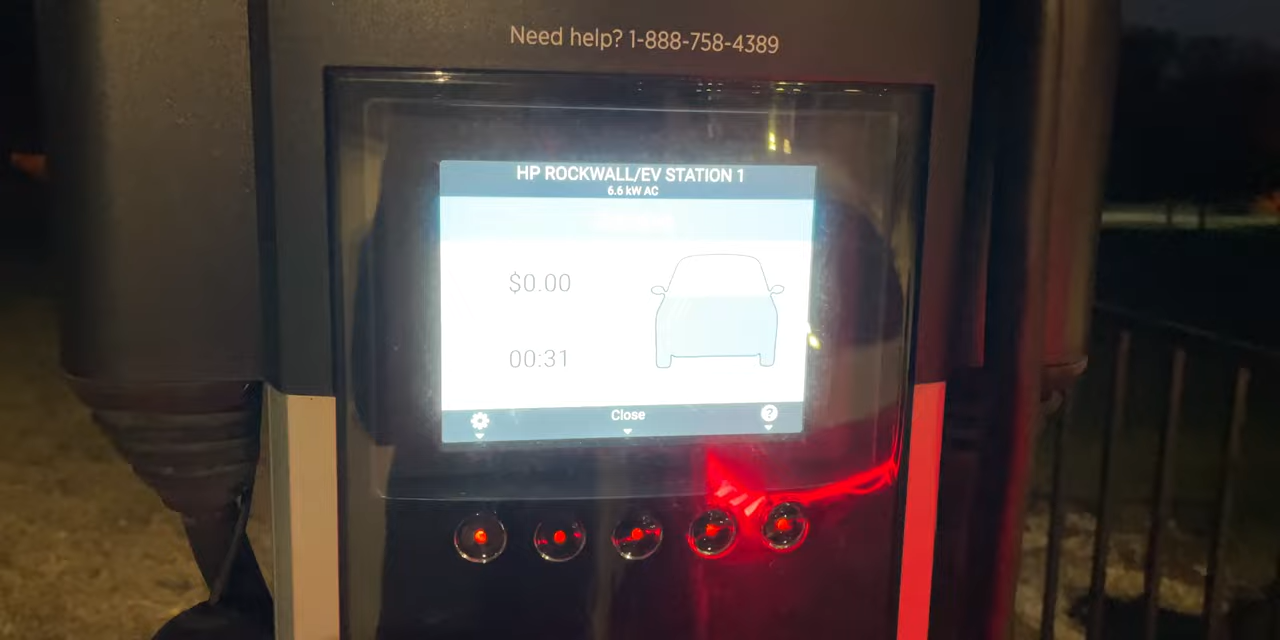 Need help? 1-888-758-4389
HP ROCKWALL/EV STATION 1
6.6 kW AC
$0.00
00:31
Close
?